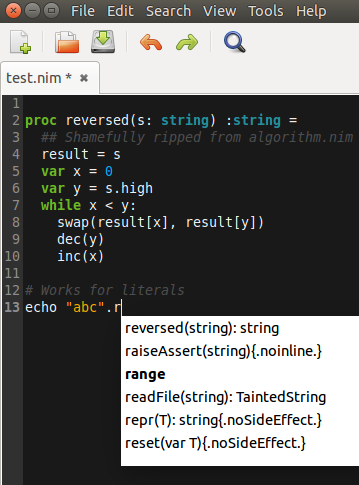 File Edit Search View Tools Help
test.nim *
1
2 proc reversed(s: string) :string =
3 ## Shamefully ripped from algorithm.nim
4 result = s
5 var x = 0
6 var y = s.high
7 while x < y:
8 swap(result[x], result[y])
9 dec(y)
10 inc(x)
11
12 # Works for literals
13 echo "abc".r
reversed(string): string
raiseAssert(string){.noinline.}
range
readFile(string): TaintedString
repr(T): string{.noSideEffect.}
reset(var T){.noSideEffect.}